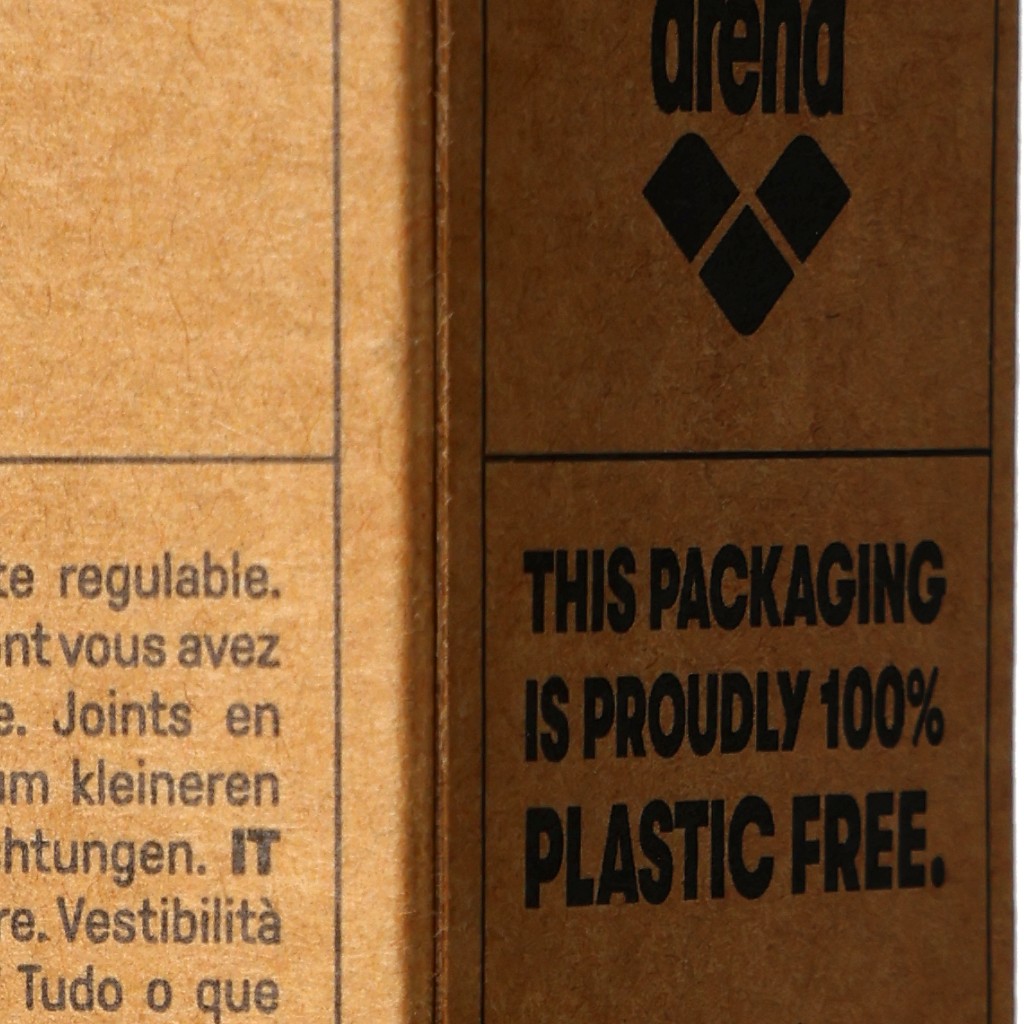 te regulable.
nt vous avez
e. Joints en
um kleineren
htungen. IT
re. Vestibilità
Tudo o que
arena
THIS PACKAGING
IS PROUDLY 100%
PLASTIC FREE.